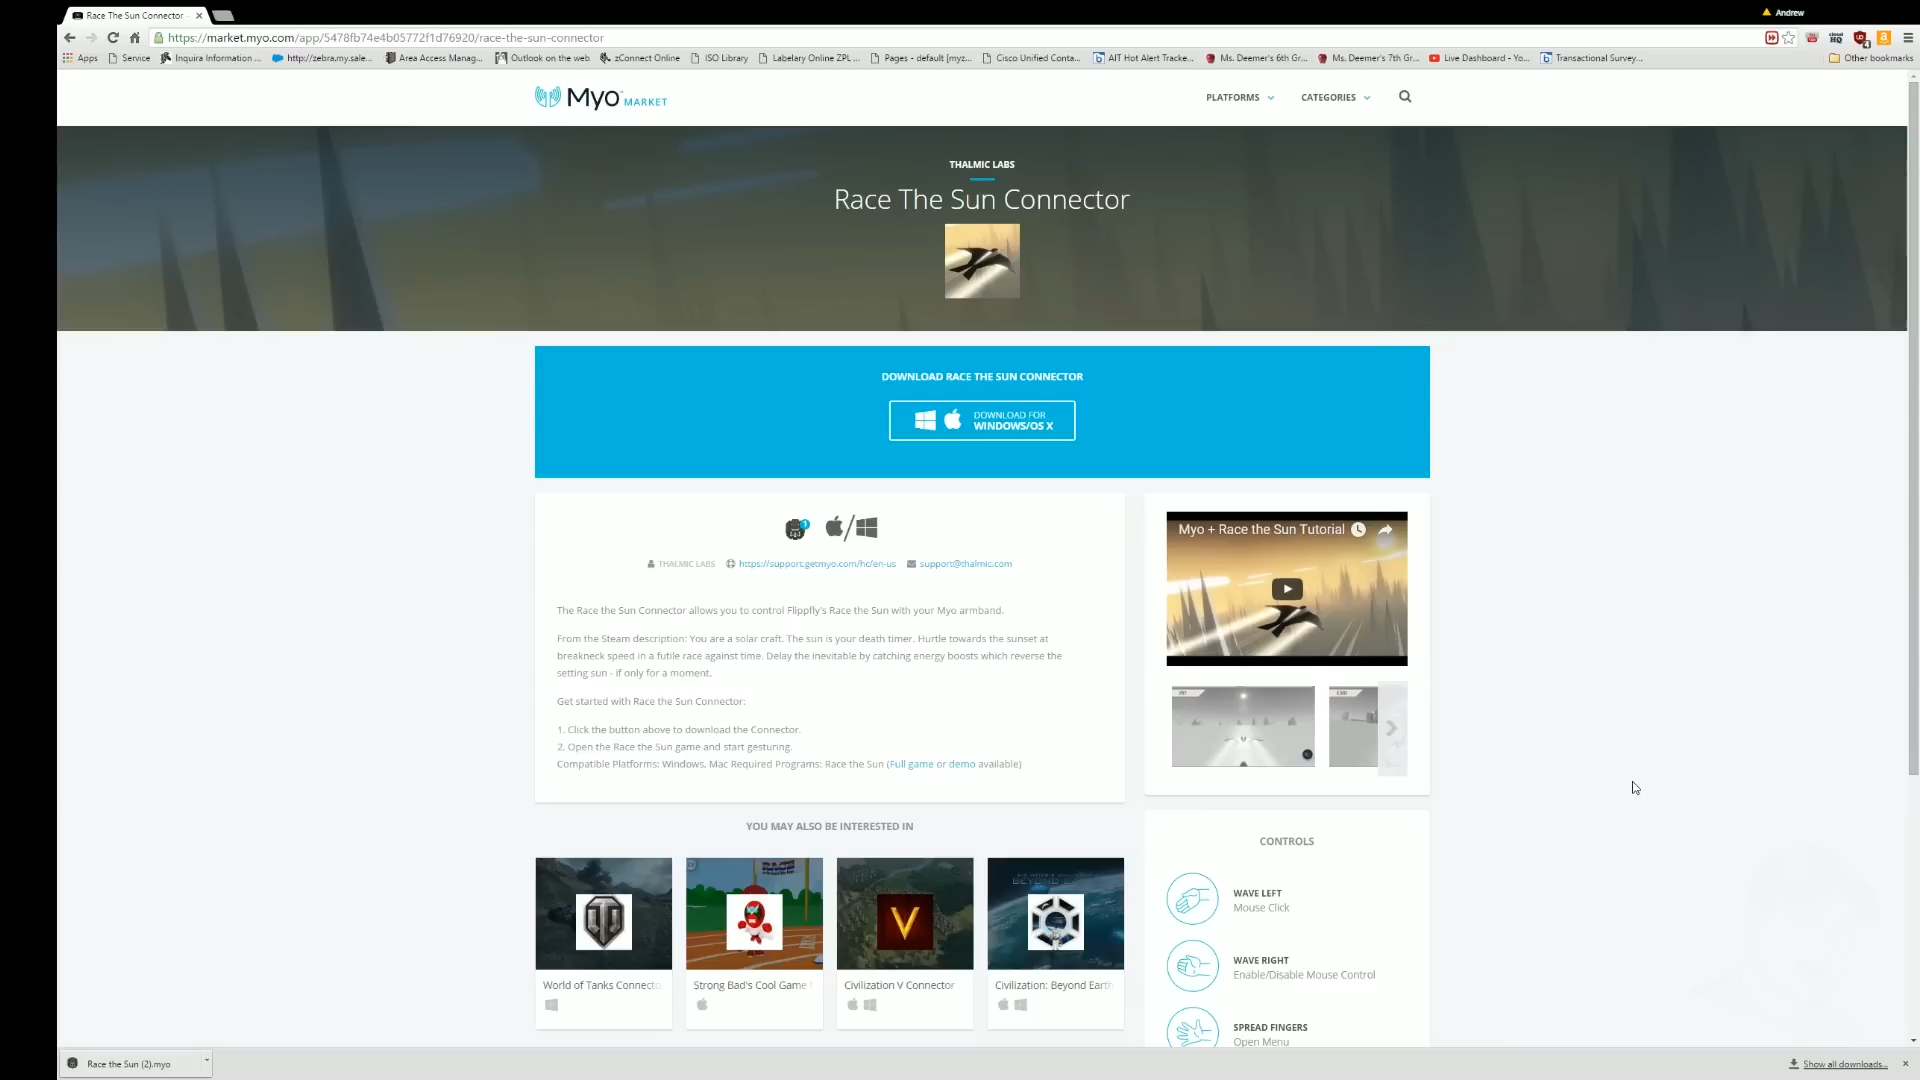 Race The Sun Connector -
Andrew
https://market.myo.com/app/5478fb74e4b05772f1d76920/race-the-sun-connector
Apps
Service
Inquira Information ...
http://zebra.my.sale...
Area Access Manag...
Outlook on the web
zConnect Online
ISO Library
Labelary Online ZPL ...
Pages - default [myz...
Cisco Unified Conta...
AIT Hot Alert Tracke...
Ms. Deemer's 6th Gr...
Ms. Deemer's 7th Gr...
Live Dashboard - Yo...
Transactional Survey...
Other bookmarks
Myo MARKET
PLATFORMS
CATEGORIES
THALMIC LABS
Race The Sun Connector
DOWNLOAD RACE THE SUN CONNECTOR
DOWNLOAD FOR
WINDOWS/OS X
THALMIC LABS https://support.getmyo.com/hc/en-us support@thalmic.com
The Race the Sun Connector allows you to control Flippfly's Race the Sun with your Myo armband.
From the Steam description: You are a solar craft. The sun is your death timer. Hurtle towards the sunset at
breakneck speed in a futile race against time. Delay the inevitable by catching energy boosts which reverse the
setting sun - if only for a moment.
Get started with Race the Sun Connector:
1. Click the button above to download the Connector.
2. Open the Race the Sun game and start gesturing.
Compatible Platforms: Windows, Mac Required Programs: Race the Sun (Full game or demo available)
Myo + Race the Sun Tutorial
YOU MAY ALSO BE INTERESTED IN
World of Tanks Connecto
Strong Bad's Cool Game
Civilization V Connector
Civilization: Beyond Earth
CONTROLS
WAVE LEFT
Mouse Click
WAVE RIGHT
Enable/Disable Mouse Control
SPREAD FINGERS
Open Menu
Race the Sun (2).myo
Show all downloads...